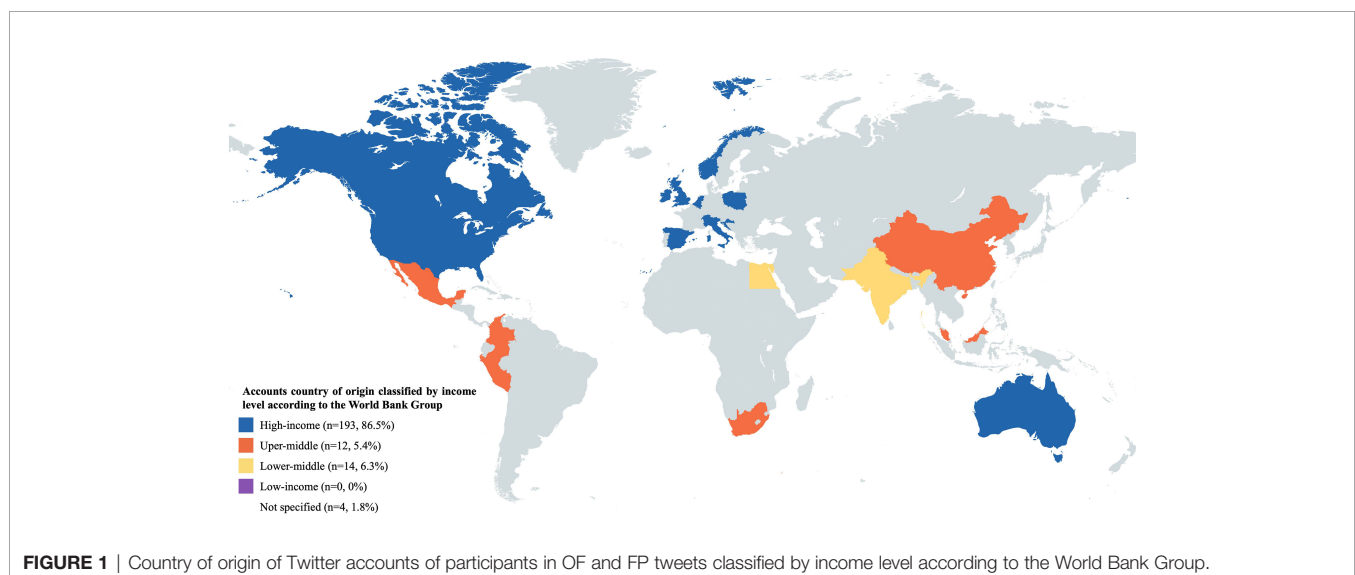 Accounts country of origin classified by income
level according to the World Bank Group
High-income (n=193, 86.5%)
Uper-middle (n=12, 5.4%)
Lower-middle (n=14, 6.3%)
Low-income (n=0, 0%)
Not specified (n=4, 1.8%)
FIGURE 1 | Country of origin of Twitter accounts of participants in OF and FP tweets classified by income level according to the World Bank Group.